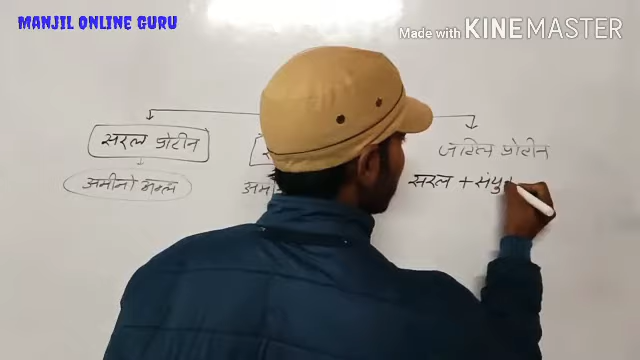 MANJIL ONLINE GURU
Made with KINEMASTER
सरल प्रोटीन
जटिल प्रोटीन
अमीनो अम्ल
अम
सरल + संयु